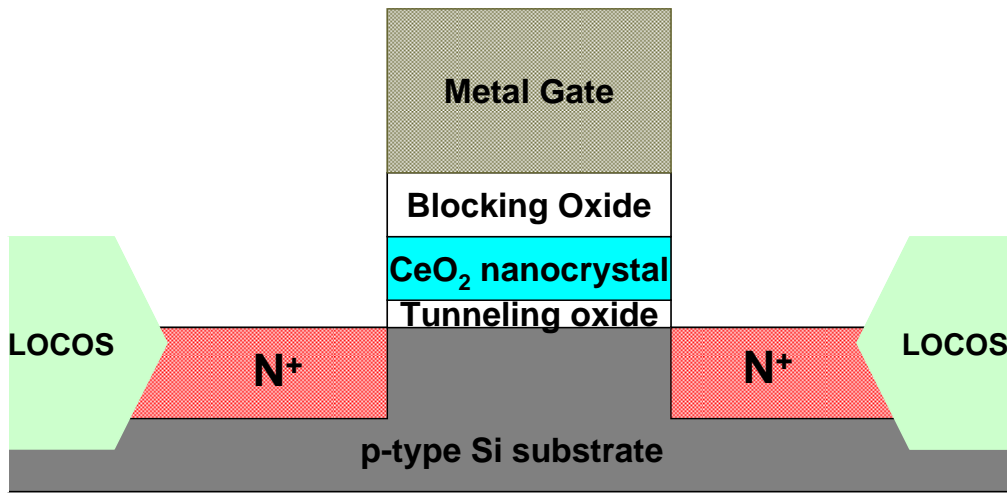 Metal Gate
Blocking Oxide
CeO₂ nanocrystal
Tunneling oxide
LOCOS
N⁺
N⁺
LOCOS
p-type Si substrate